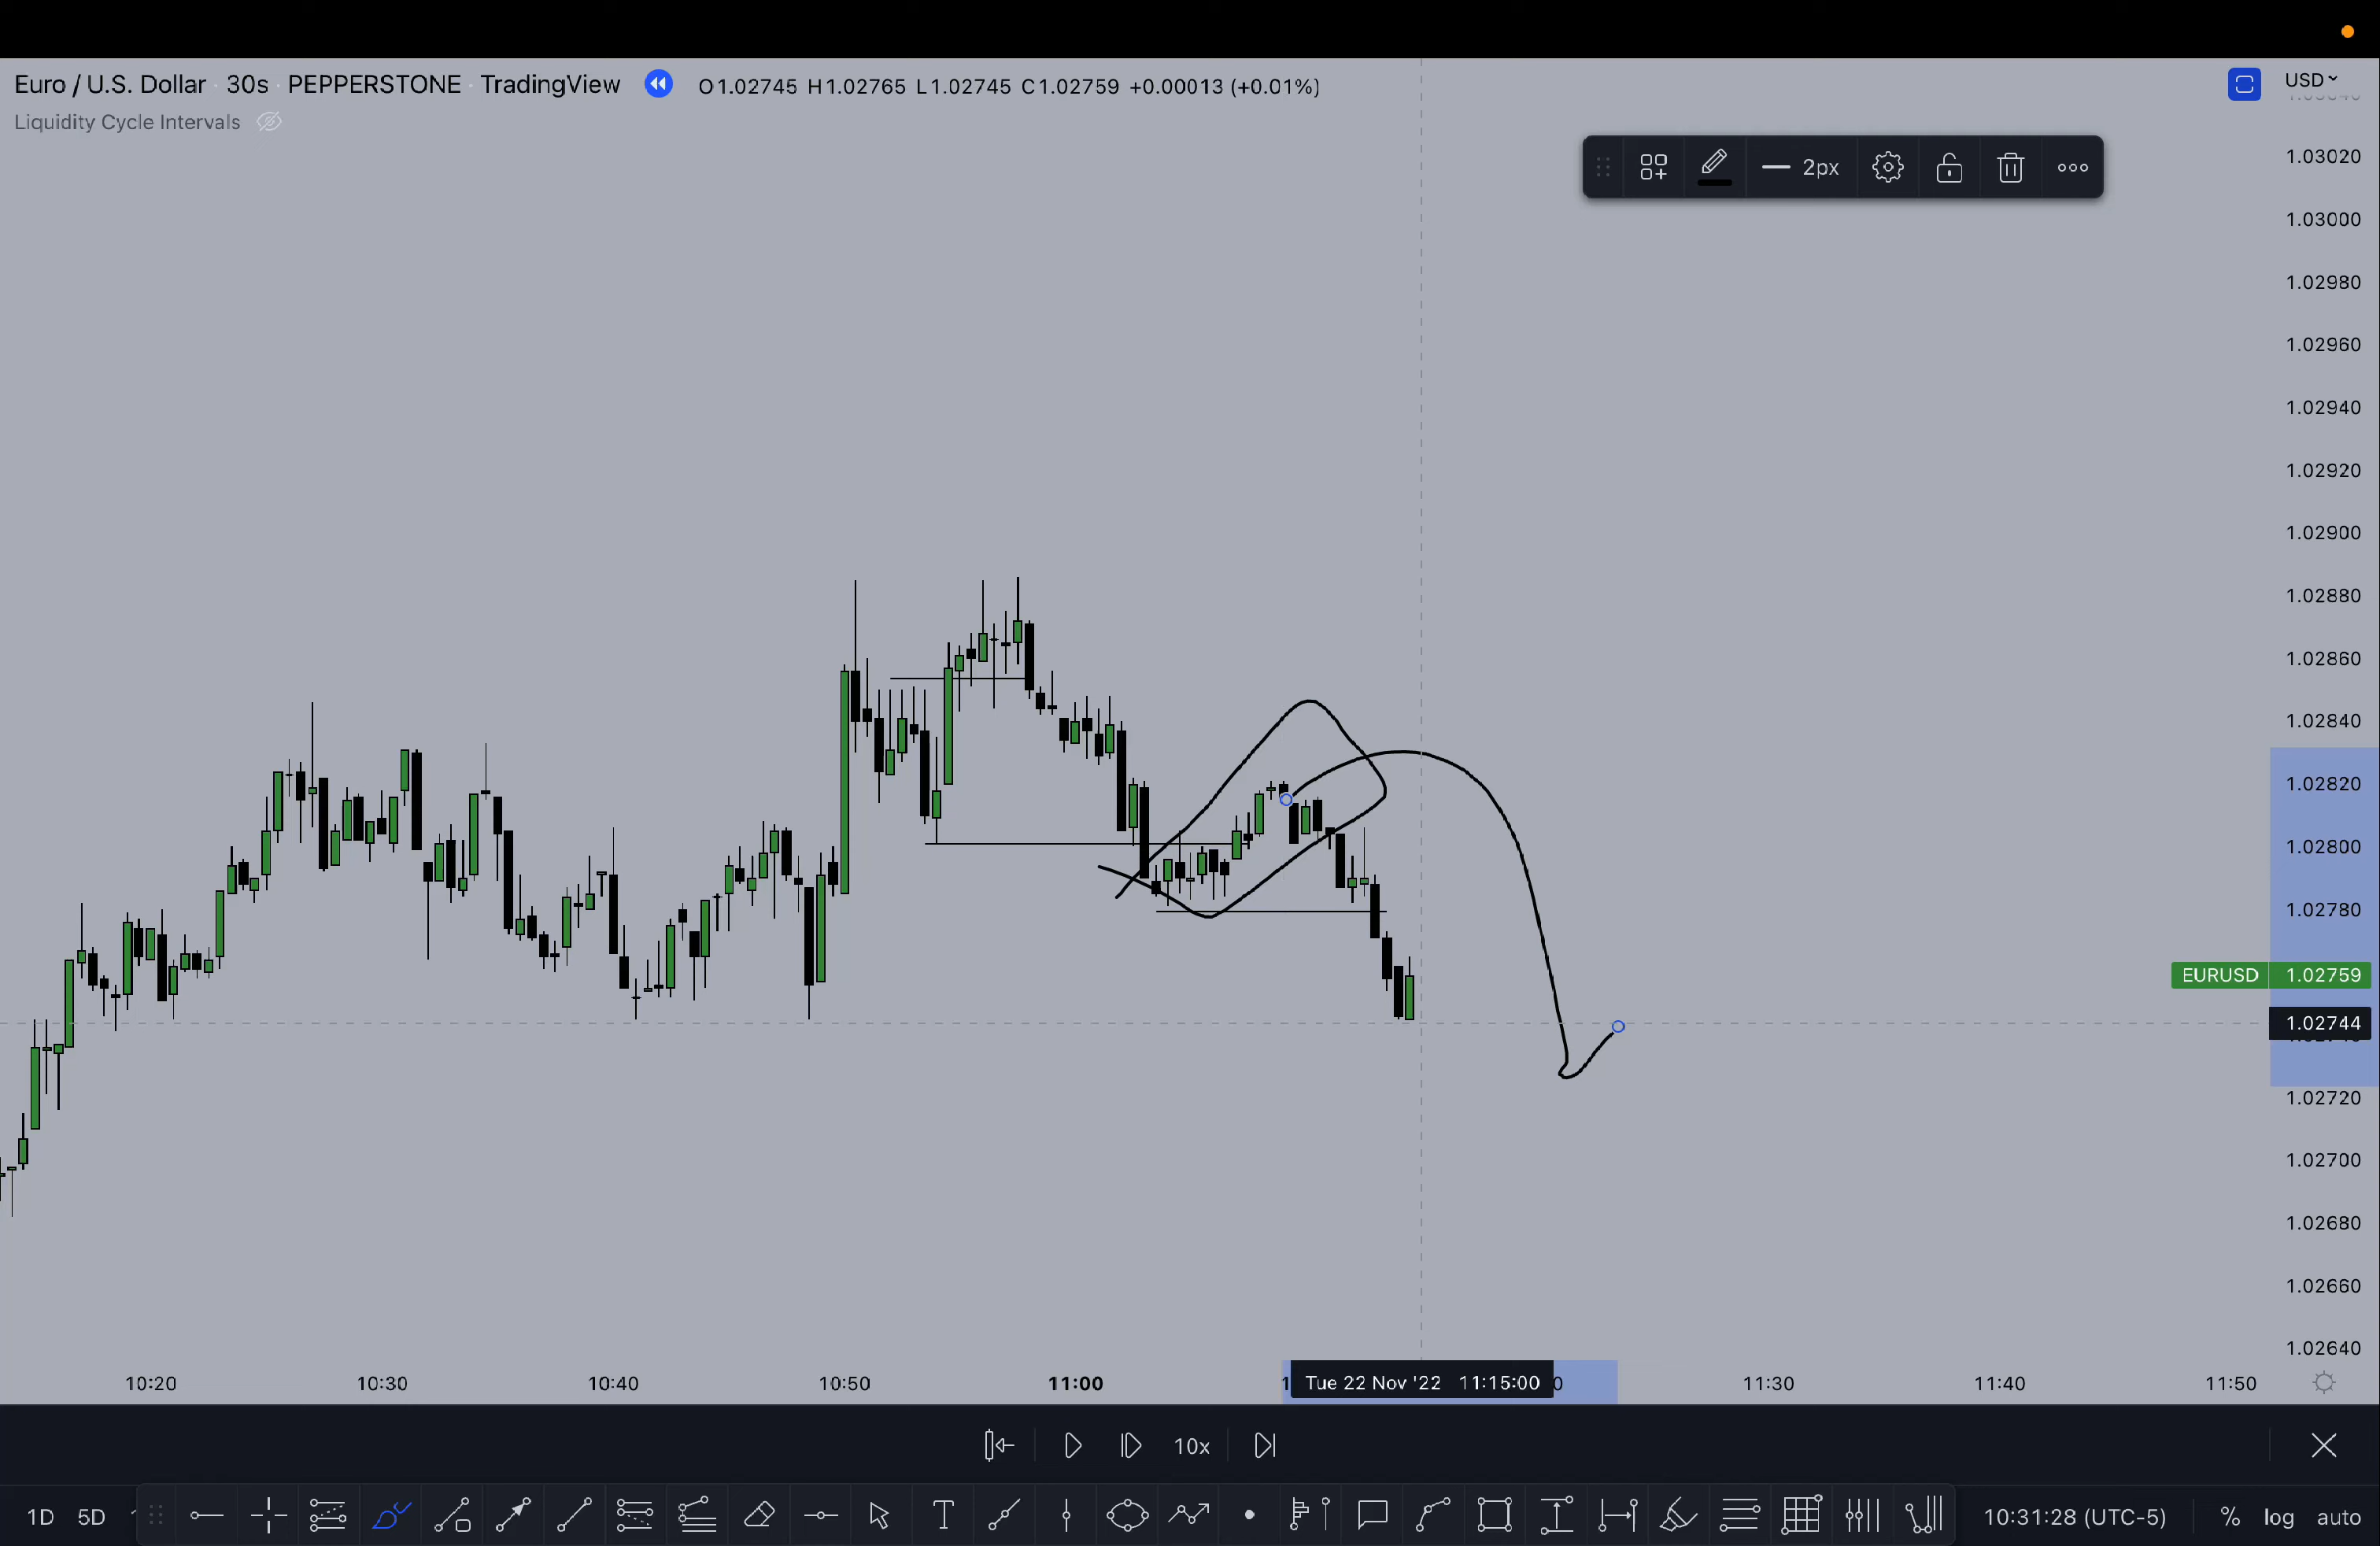 Euro / U.S. Dollar · 30s · PEPPERSTONE · TradingView O1.02745 H1.02765 L1.02745 C1.02759 +0.00013 (+0.01%) USD
Liquidity Cycle Intervals
2px
1.03020
1.03000
1.02980
1.02960
1.02940
1.02920
1.02900
1.02880
1.02860
1.02840
1.02820
1.02800
1.02780
EURUSD 1.02759
1.02744
1.02720
1.02700
1.02680
1.02660
1.02640
10:20 10:30 10:40 10:50 11:00 Tue 22 Nov '22 11:15:00 11:30 11:40 11:50
10x
1D 5D T 10:31:28 (UTC-5) % log auto